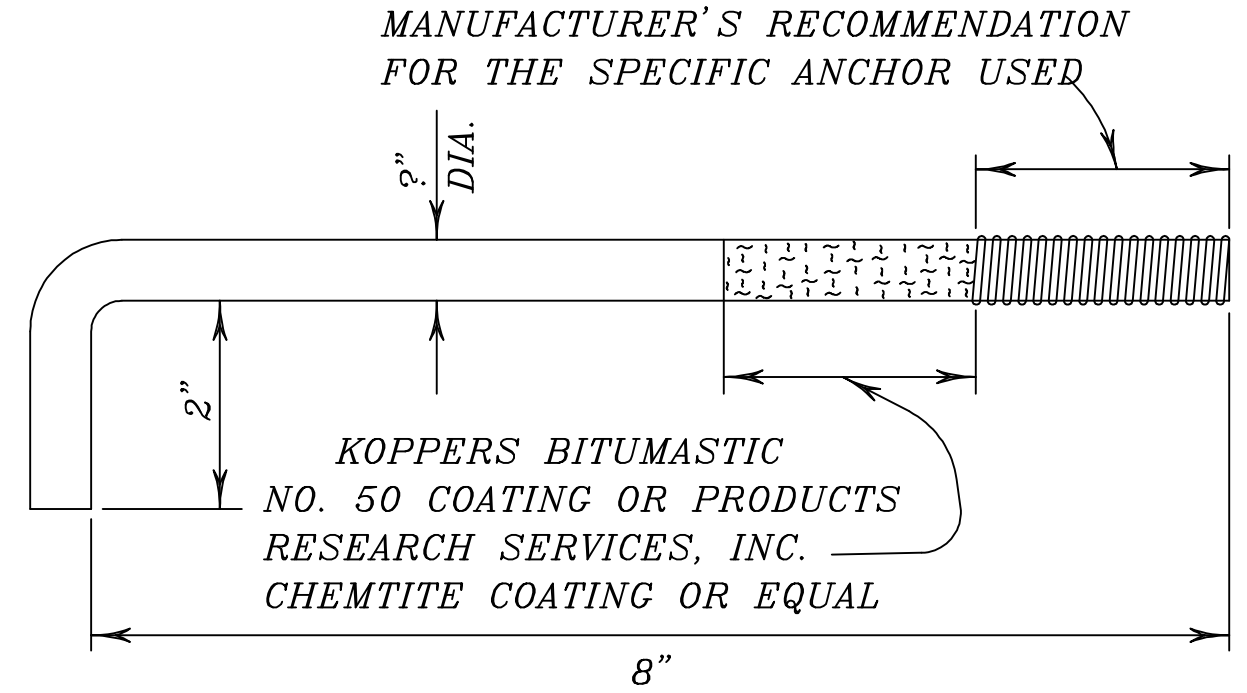 MANUFACTURER'S RECOMMENDATION
FOR THE SPECIFIC ANCHOR USED
?"
DIA.
2"
KOPPERS BITUMASTIC
NO. 50 COATING OR PRODUCTS
RESEARCH SERVICES, INC.
CHEMTITE COATING OR EQUAL
8"